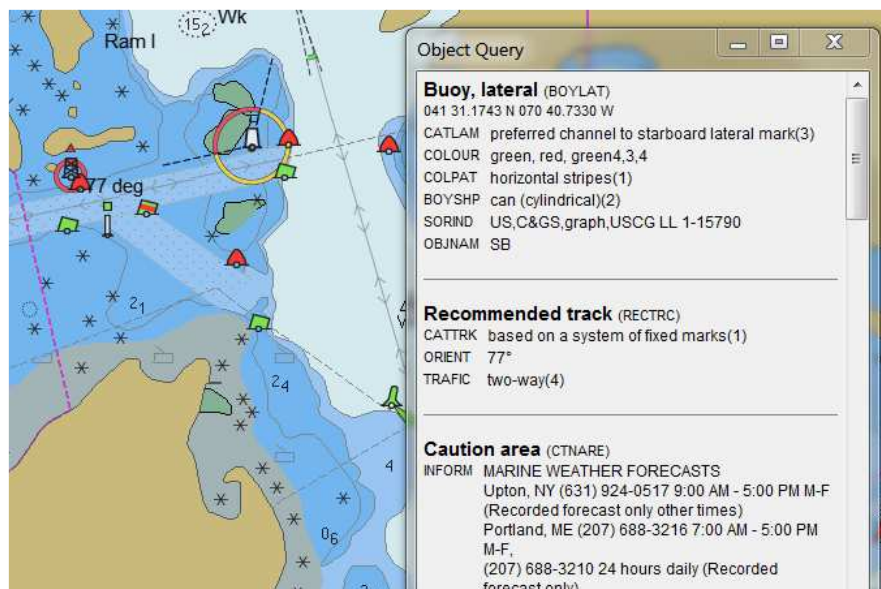 15₂
Wk
Ram I
77 deg
2₁
2₄
4
0₆
Object Query
Buoy, lateral (BOYLAT)
041 31.1743 N 070 40.7330 W
CATLAM preferred channel to starboard lateral mark(3)
COLOUR green, red, green4,3,4
COLPAT horizontal stripes(1)
BOYSHP can (cylindrical)(2)
SORIND US,C&GS,graph,USCG LL 1-15790
OBJNAM SB
Recommended track (RECTRC)
CATTRK based on a system of fixed marks(1)
ORIENT 77°
TRAFIC two-way(4)
Caution area (CTNARE)
INFORM MARINE WEATHER FORECASTS
Upton, NY (631) 924-0517 9:00 AM - 5:00 PM M-F
(Recorded forecast only other times)
Portland, ME (207) 688-3216 7:00 AM - 5:00 PM
M-F,
(207) 688-3210 24 hours daily (Recorded
forecast only)